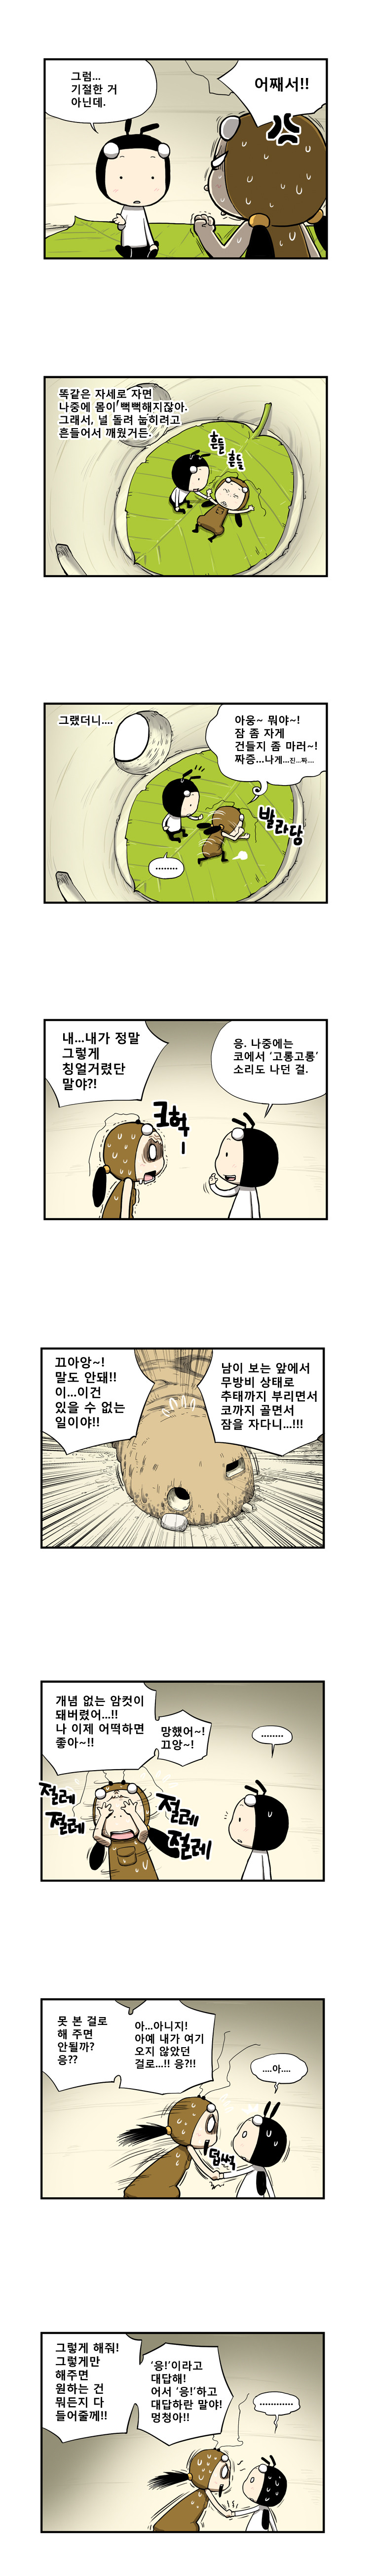 그럼...
기절한 거
아닌데.
어째서!!
똑같은 자세로 자면
나중에 몸이 뻑뻑해지잖아.
그래서, 널 돌려 눕히려고
흔들어서 깨웠거든.
흔들
흔들
그랬더니....
아웅~ 뭐야~!
잠 좀 자게
건들지 좀 마러~!
짜증...나게...진...짜...
발라당
........
내...내가 정말
그렇게
칭얼거렸단
말야?!
응. 나중에는
코에서 '고롱고롱'
소리도 나던 걸.
코헉
끄아앙~!
말도 안돼!!
이...이건
있을 수 없는
일이야!!
남이 보는 앞에서
무방비 상태로
추태까지 부리면서
코까지 골면서
잠을 자다니...!!!
개념 없는 암컷이
돼버렸어...!!
나 이제 어떡하면
좋아~!!
망했어~!
끄앙~!
........
절레
절레
절레
절레
못 본 걸로
해 주면
안될까?
응??
아...아니지!
아예 내가 여기
오지 않았던
걸로...!! 응?!!
....아....
덥썩
그렇게 해줘!
그렇게만
해주면
원하는 건
뭐든지 다
들어줄께!!
'응!'이라고
대답해!
어서 '응!'하고
대답하란 말야!
멍청아!!
............